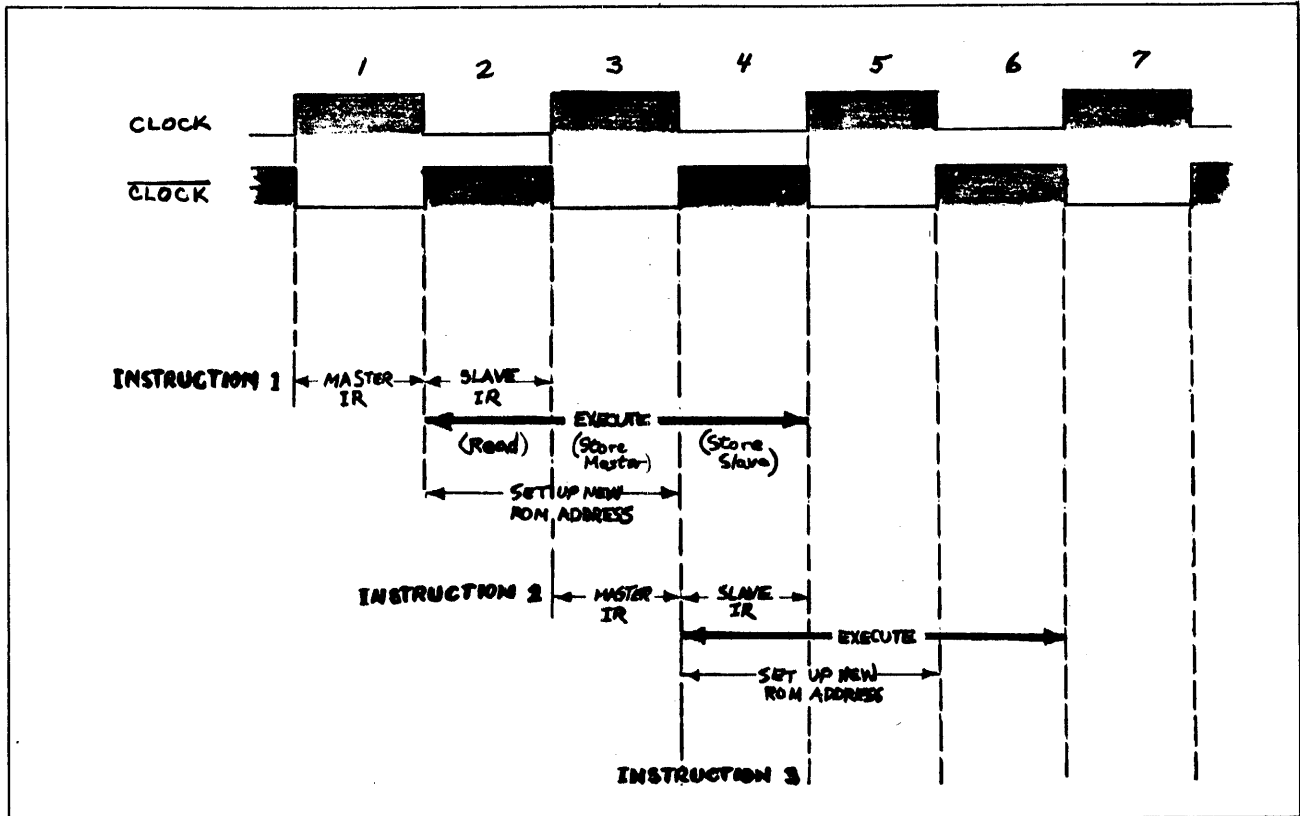 1 2 3 4 5 6 7
CLOCK
CLOCK
INSTRUCTION 1 MASTER IR SLAVE IR
EXECUTE
(Read) (Store Master) (Store Slave)
SET UP NEW
ROM ADDRESS
INSTRUCTION 2 MASTER IR SLAVE IR
EXECUTE
SET UP NEW
ROM ADDRESS
INSTRUCTION 3